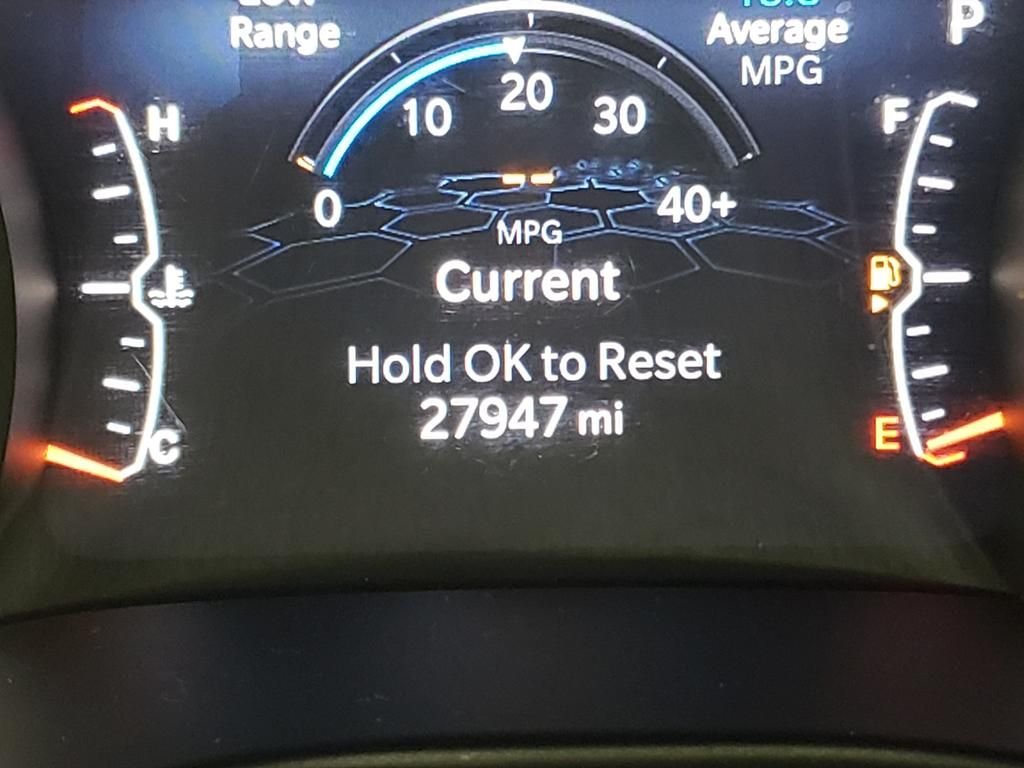 Range
Average
MPG
P
H
F
10
20
30
0
40+
MPG
Current
Hold OK to Reset
27947 mi
C
E